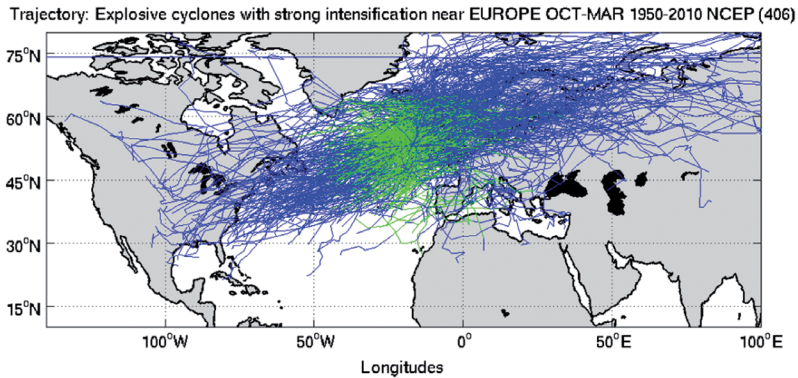 Trajectory: Explosive cyclones with strong intensification near EUROPE OCT-MAR 1950-2010 NCEP (406)
75°N
60°N
45°N
30°N
15°N
100°W 50°W 0° 50°E 100°E
Longitudes